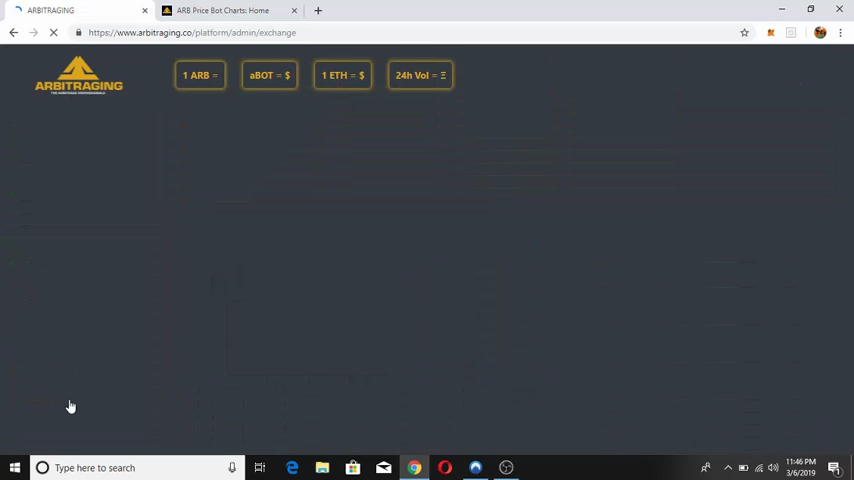 ARBITRAGING
ARB Price Bot Charts: Home
https://www.arbitraging.co/platform/admin/exchange
ARBITRAGING
1 ARB =
aBOT = $
1 ETH = $
24h Vol = Ξ
Type here to search
11:46 PM
3/6/2019